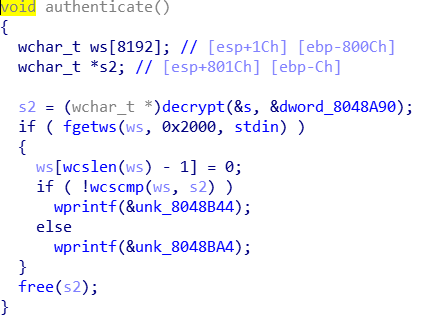 void authenticate()
{
wchar_t ws[8192]; // [esp+1Ch] [ebp-800Ch]
wchar_t *s2; // [esp+801Ch] [ebp-Ch]
s2 = (wchar_t *)decrypt(&s, &dword_8048A90);
if ( fgetws(ws, 0x2000, stdin) )
{
ws[wcslen(ws) - 1] = 0;
if ( !wcscmp(ws, s2) )
wprintf(&unk_8048B44);
else
wprintf(&unk_8048BA4);
}
free(s2);
}